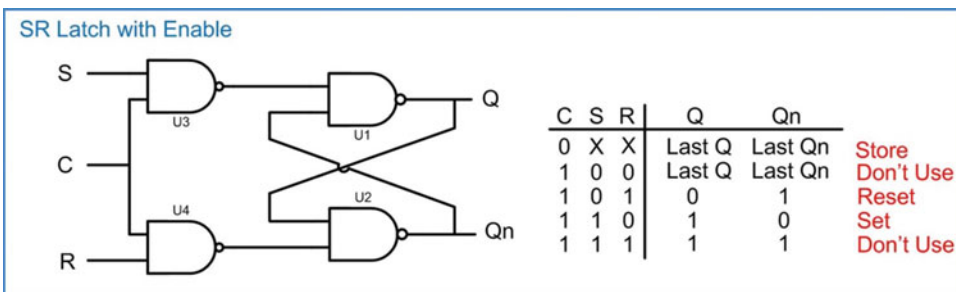 SR Latch with Enable
S
U3
C
U4
R
U1
Q
U2
Qn
C S R Q Qn
0 X X Last Q Last Qn Store
1 0 0 Last Q Last Qn Don't Use
1 0 1 0 1 Reset
1 1 0 1 0 Set
1 1 1 1 1 Don't Use